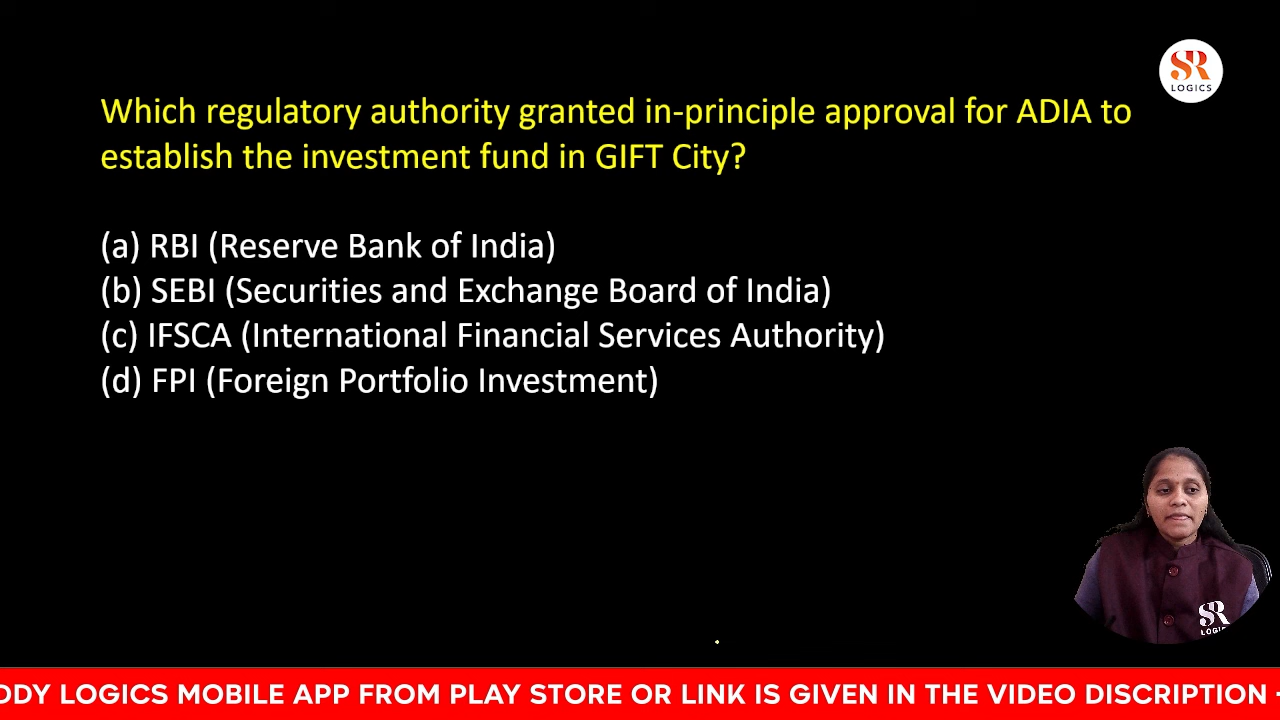 SR
LOGICS
Which regulatory authority granted in-principle approval for ADIA to
establish the investment fund in GIFT City?
(a) RBI (Reserve Bank of India)
(b) SEBI (Securities and Exchange Board of India)
(c) IFSCA (International Financial Services Authority)
(d) FPI (Foreign Portfolio Investment)
SR
LOGICS
DDY LOGICS MOBILE APP FROM PLAY STORE OR LINK IS GIVEN IN THE VIDEO DISCRIPTION -